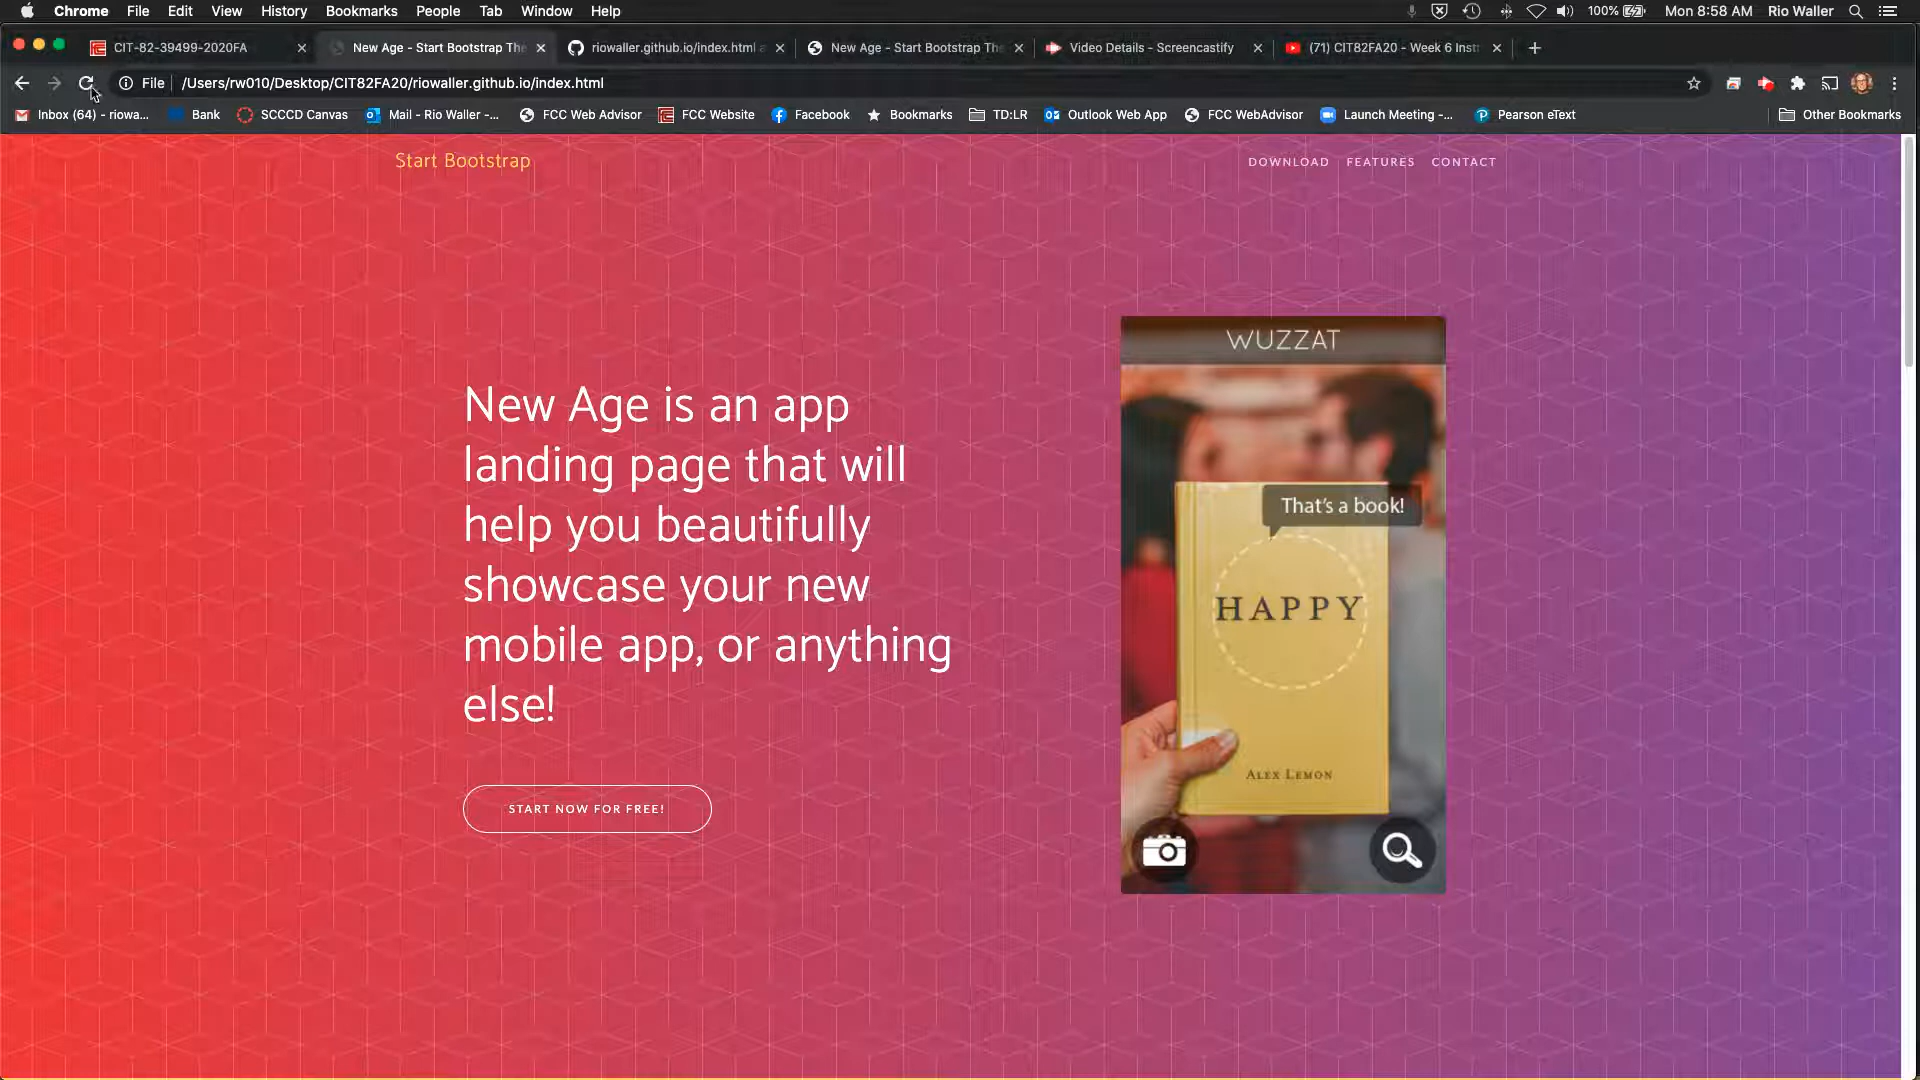 Chrome File Edit View History Bookmarks People Tab Window Help 100% Mon 8:58 AM Rio Waller
CIT-82-39499-2020FA New Age - Start Bootstrap The riowaller.github.io/index.html a New Age - Start Bootstrap The Video Details - Screencastify (71) CIT82FA20 - Week 6 Inst
File /Users/rw010/Desktop/CIT82FA20/riowaller.github.io/index.html
Inbox (64) - riowa... Bank SCCCD Canvas Mail - Rio Waller -... FCC Web Advisor FCC Website Facebook Bookmarks TD:LR Outlook Web App FCC WebAdvisor Launch Meeting -... Pearson eText Other Bookmarks
Start Bootstrap DOWNLOAD FEATURES CONTACT
WUZZAT
New Age is an app
landing page that will
help you beautifully
showcase your new
mobile app, or anything
else!
That's a book!
HAPPY
ALEX LEMON
START NOW FOR FREE!